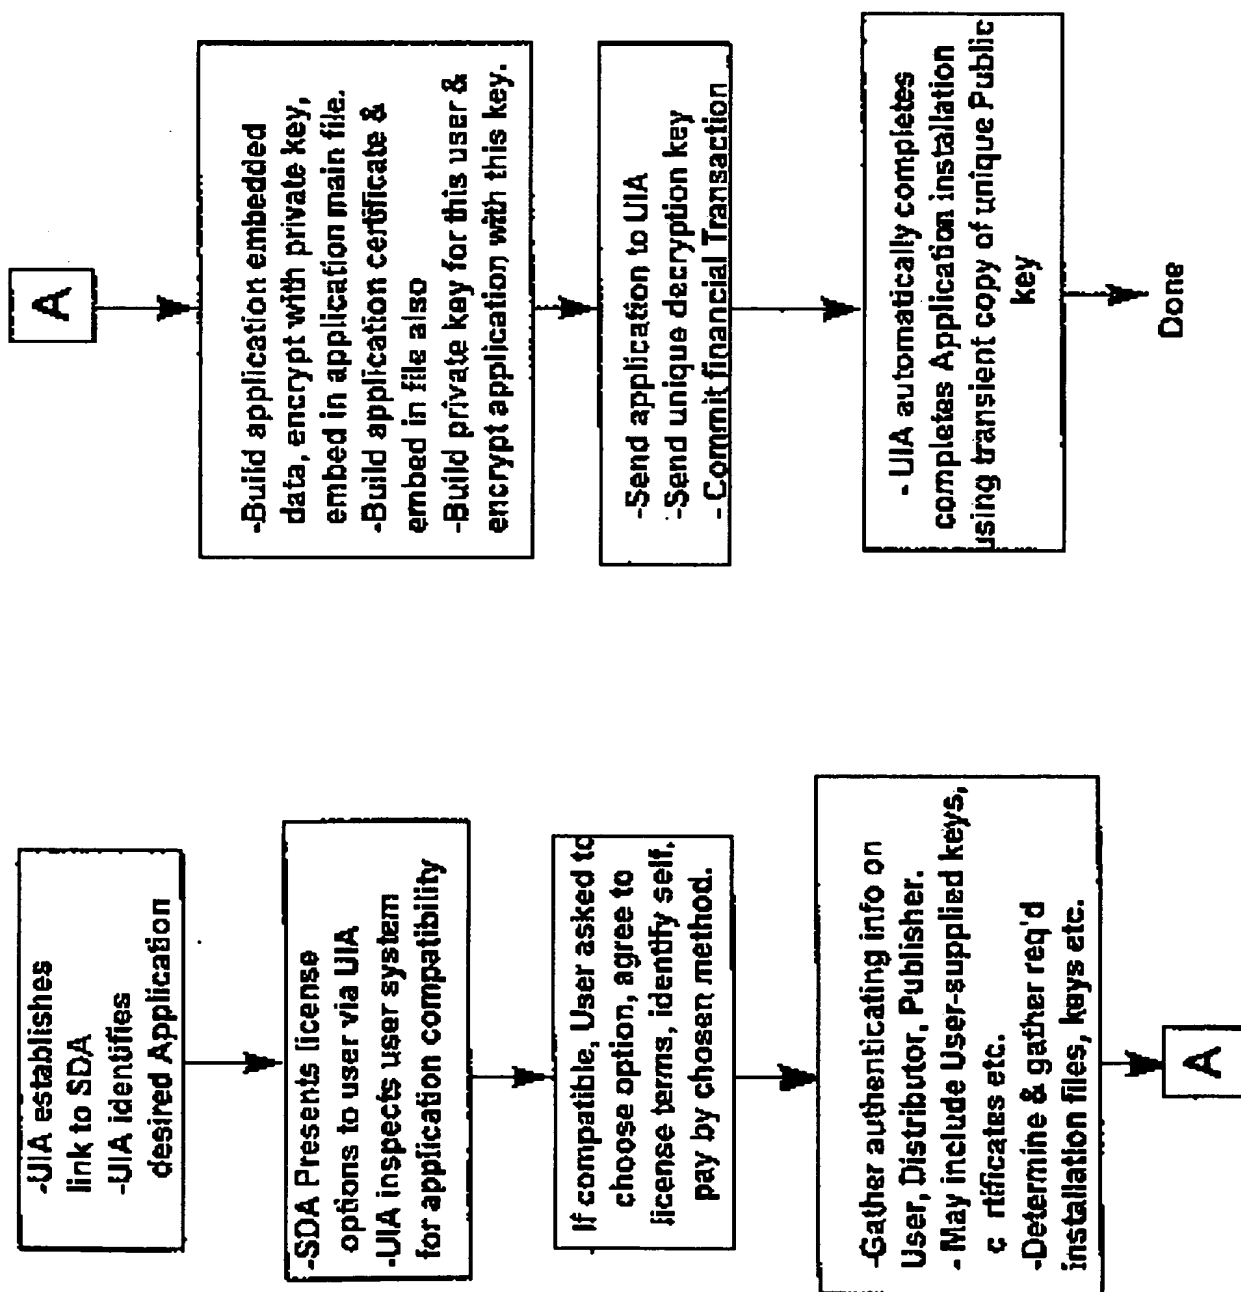 -UIA establishes
link to SDA
-UIA identifies
desired Application
-SDA Presents license
options to user via UIA
-UIA inspects user system
for application compatibility
If compatible, User asked to
choose option, agree to
license terms, identify self,
pay by chosen method.
-Gather authenticating info on
User, Distributor, Publisher.
- May include User-supplied keys,
c rtificates etc.
-Determine & gather req'd
installation files, keys etc.
A
A
-Build application embedded
data, encrypt with private key,
embed in application main file.
-Build application certificate &
embed in file also
-Build private key for this user &
encrypt application with this key.
-Send application to UIA
-Send unique decryption key
- Commit financial Transaction
- UIA automatically completes
completes Application installation
using transient copy of unique Public
key
Done